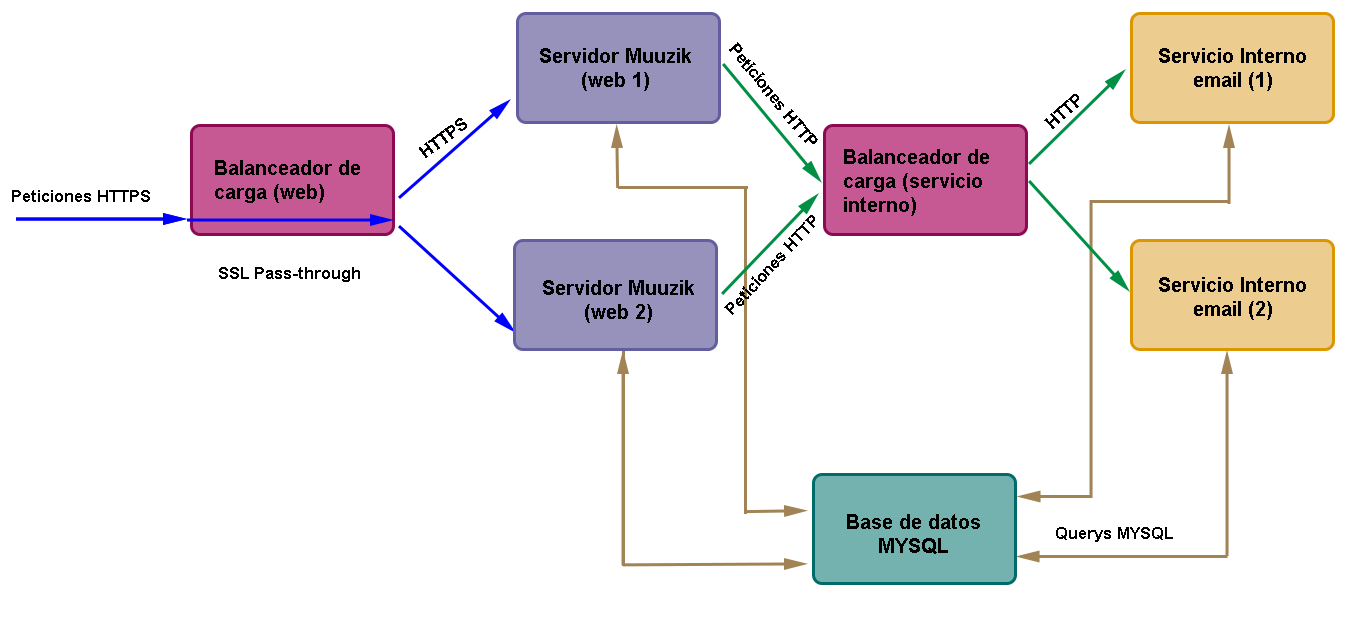 Servidor Muuzik
(web 1)
Servicio Interno
email (1)
Peticiones HTTP
HTTP
HTTPS
Balanceador de
carga (web)
Balanceador de
carga (servicio
interno)
Peticiones HTTPS
SSL Pass-through
Peticiones HTTP
Servidor Muuzik
(web 2)
Servicio Interno
email (2)
Base de datos
MYSQL
Querys MYSQL